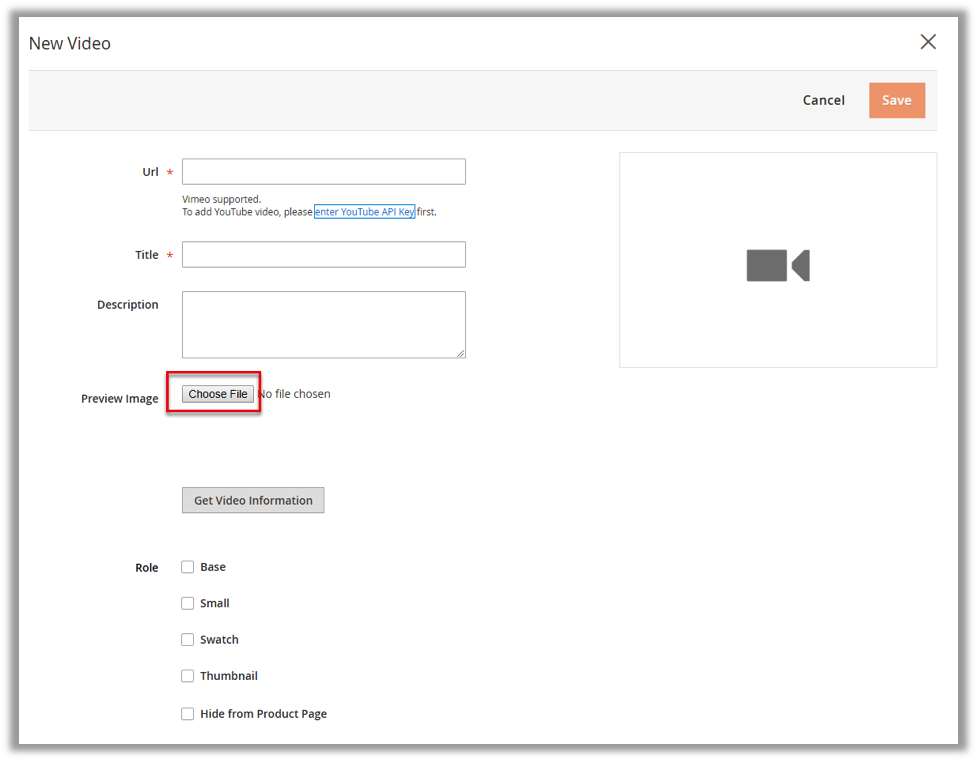 New Video
Cancel
Save
Url *
Vimeo supported.
To add YouTube video, please enter YouTube API Key first.
Title *
Description
Preview Image
Choose File No file chosen
Get Video Information
Role
Base
Small
Swatch
Thumbnail
Hide from Product Page